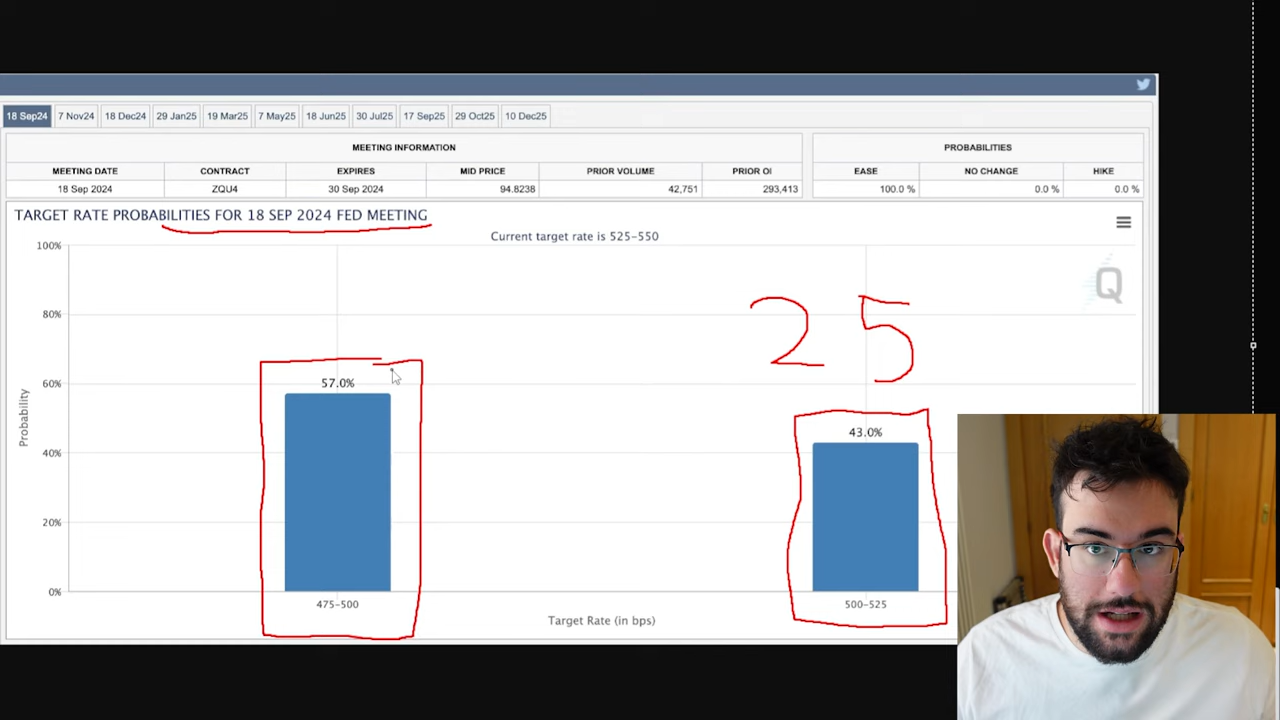 18 Sep24 7 Nov24 18 Dec24 29 Jan25 19 Mar25 7 May25 18 Jun25 30 Jul25 17 Sep25 29 Oct25 10 Dec25
MEETING INFORMATION PROBABILITIES
MEETING DATE CONTRACT EXPIRES MID PRICE PRIOR VOLUME PRIOR OI EASE NO CHANGE HIKE
18 Sep 2024 ZQU4 30 Sep 2024 94.8238 42,751 293,413 100.0 % 0.0 % 0.0 %
TARGET RATE PROBABILITIES FOR 18 SEP 2024 FED MEETING
Current target rate is 525-550
100%
Q
80%
25
60%
57.0%
Probability
40%
43.0%
20%
0%
475-500 500-525
Target Rate (in bps)